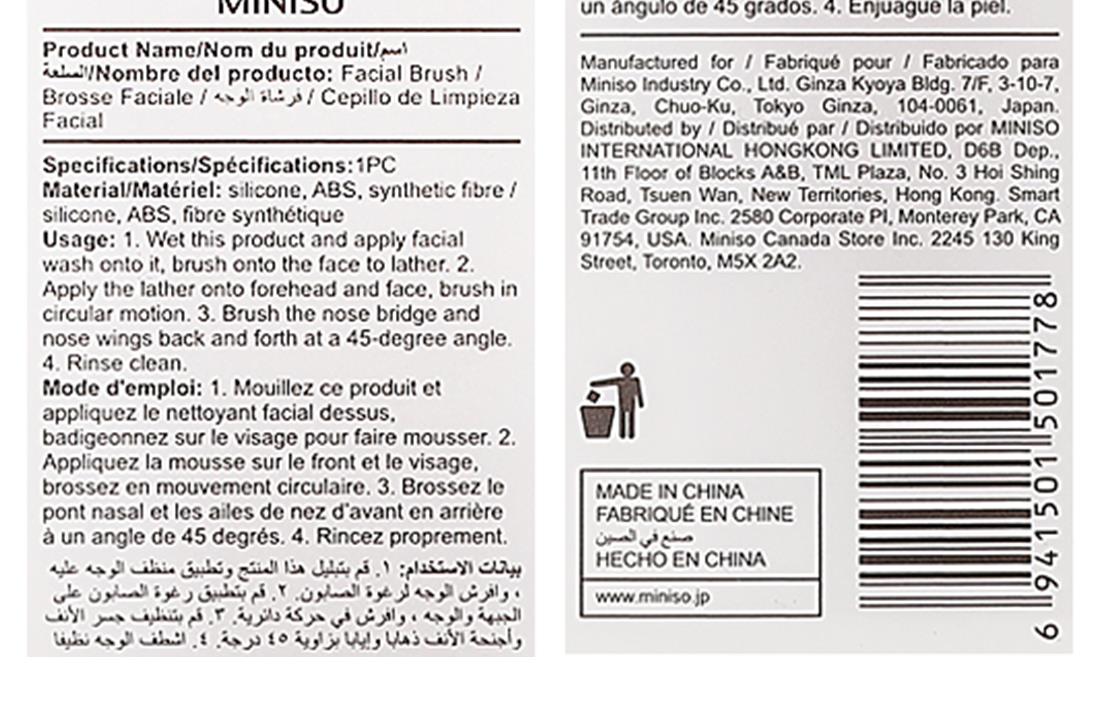 MINISO
Product Name/Nom du produit/اسم
السلعة/Nombre del producto: Facial Brush /
Brosse Faciale / فرشاة الوجه / Cepillo de Limpieza
Facial
Specifications/Spécifications:1PC
Material/Matériel: silicone, ABS, synthetic fibre /
silicone, ABS, fibre synthétique
Usage: 1. Wet this product and apply facial
wash onto it, brush onto the face to lather. 2.
Apply the lather onto forehead and face, brush in
circular motion. 3. Brush the nose bridge and
nose wings back and forth at a 45-degree angle.
4. Rinse clean.
Mode d'emploi: 1. Mouillez ce produit et
appliquez le nettoyant facial dessus,
badigeonnez sur le visage pour faire mousser. 2.
Appliquez la mousse sur le front et le visage,
brossez en mouvement circulaire. 3. Brossez le
pont nasal et les ailes de nez d'avant en arrière
à un angle de 45 degrés. 4. Rincez proprement.
بيانات الاستخدام: ١. قم بتبليل هذا المنتج وتطبيق منظف الوجه عليه
، وافرش الوجه لرغوة الصابون. ٢. قم بتطبيق رغوة الصابون على
الجبهة والوجه ، وافرش في حركة دائرية. ٣. قم بتنظيف جسر الأنف
وأجنحة الأنف ذهابا وإيابا بزاوية ٤٥ درجة. ٤. اشطف الوجه نظيفا
un ángulo de 45 grados. 4. Enjuague la piel.
Manufactured for / Fabriqué pour / Fabricado para
Miniso Industry Co., Ltd. Ginza Kyoya Bldg. 7/F, 3-10-7,
Ginza, Chuo-Ku, Tokyo Ginza, 104-0061, Japan.
Distributed by / Distribué par / Distribuido por MINISO
INTERNATIONAL HONGKONG LIMITED, D6B Dep.,
11th Floor of Blocks A&B, TML Plaza, No. 3 Hoi Shing
Road, Tsuen Wan, New Territories, Hong Kong. Smart
Trade Group Inc. 2580 Corporate Pl, Monterey Park, CA
91754, USA. Miniso Canada Store Inc. 2245 130 King
Street, Toronto, M5X 2A2.
MADE IN CHINA
FABRIQUÉ EN CHINE
صنع في الصين
HECHO EN CHINA
www.miniso.jp
6 941501 501778